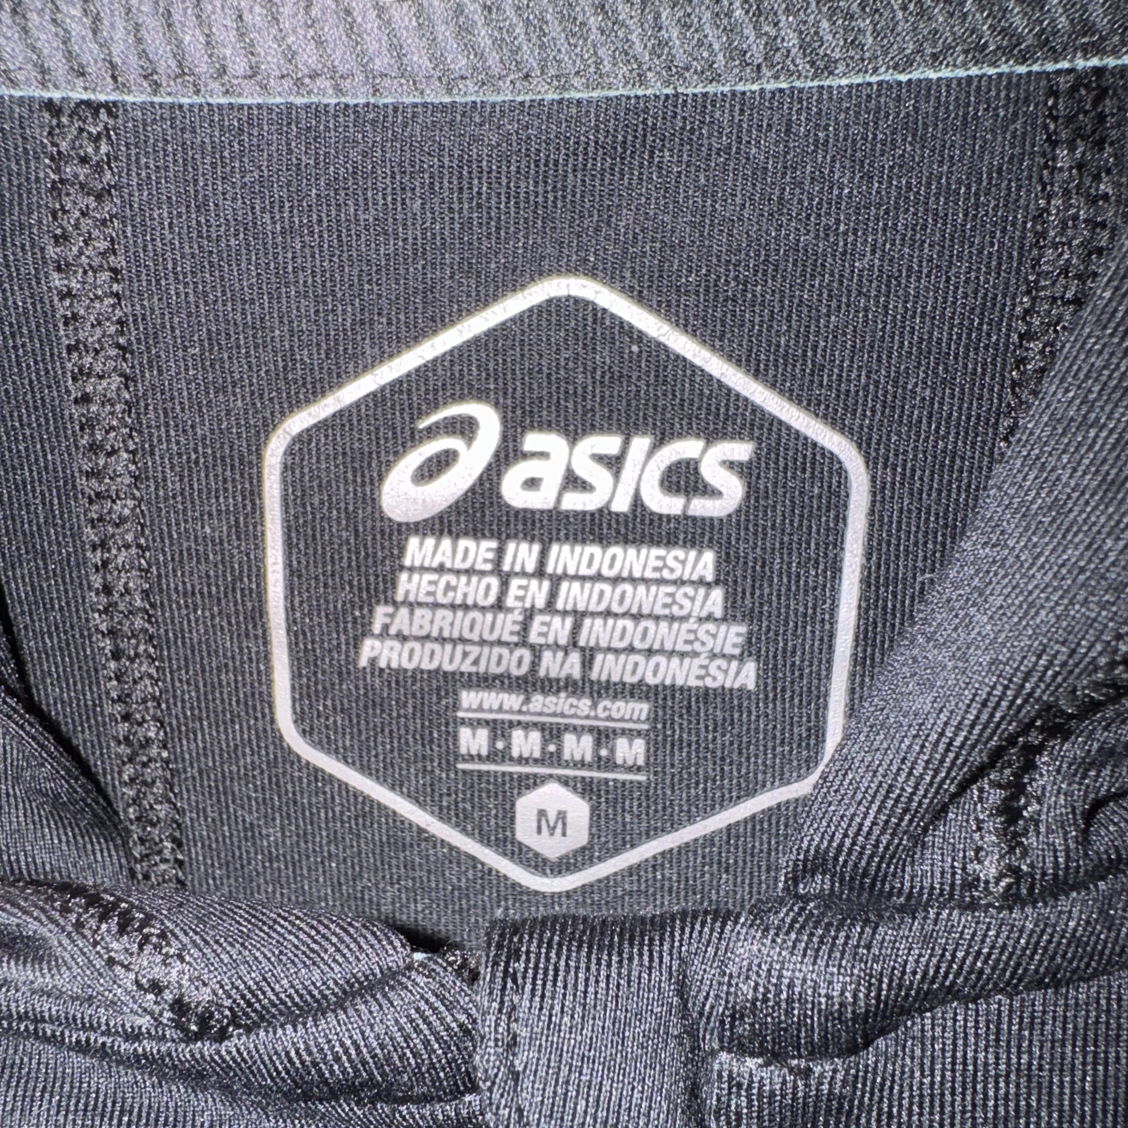 asics
MADE IN INDONESIA
HECHO EN INDONESIA
FABRIQUÉ EN INDONÉSIE
PRODUZIDO NA INDONÉSIA
www.asics.com
M·M·M·M
M